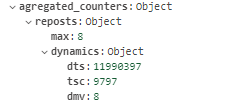 agregated_counters:Object
reposts:Object
max:8
dynamics:Object
dts:11990397
tsc:9797
dmv:8